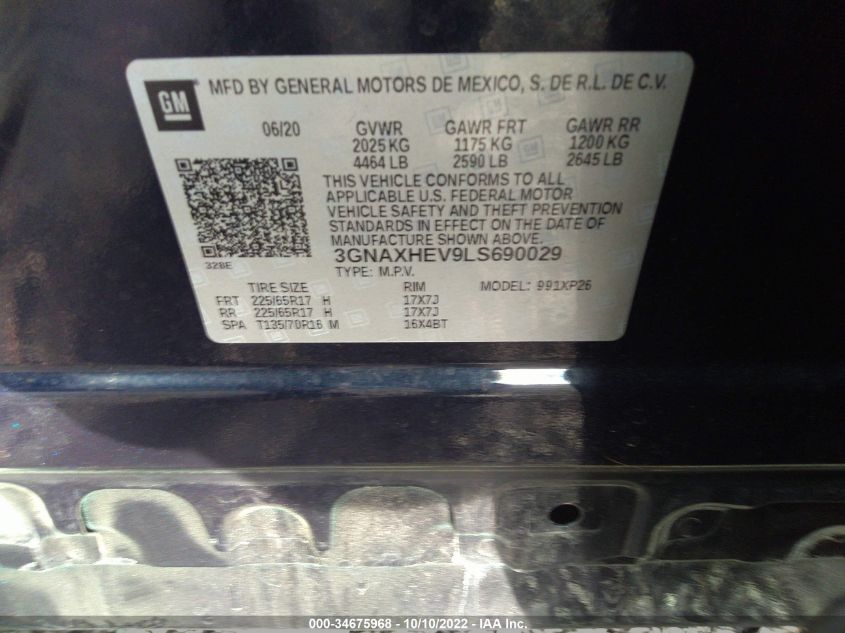 GM
MFD BY GENERAL MOTORS DE MEXICO, S. DE R.L. DE C.V.
06/20 GVWR GAWR FRT GAWR RR
2025 KG 1175 KG 1200 KG
4464 LB 2590 LB 2645 LB
THIS VEHICLE CONFORMS TO ALL
APPLICABLE U.S. FEDERAL MOTOR
VEHICLE SAFETY AND THEFT PREVENTION
STANDARDS IN EFFECT ON THE DATE OF
MANUFACTURE SHOWN ABOVE.
328E 3GNAXHEV9LS690029
TYPE: M.P.V.
TIRE SIZE RIM MODEL: 991XP26
FRT 225/65R17 H 17X7J
RR 225/65R17 H 17X7J
SPA T135/70R16 M 16X4BT
000-34675968 - 10/10/2022 - IAA Inc.